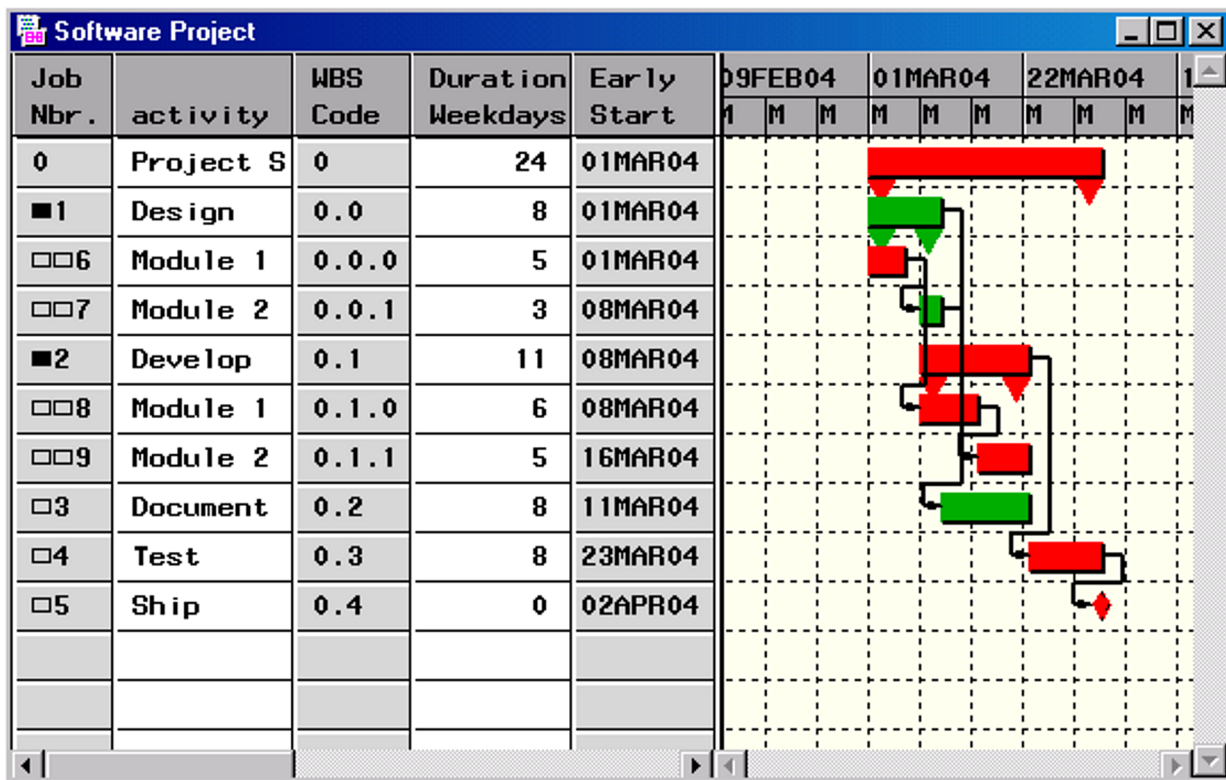 Software Project
Job Nbr. activity WBS Code Duration Weekdays Early Start 09FEB04 01MAR04 22MAR04 1
M M M M M M M M M M
0 Project S 0 24 01MAR04
1 Design 0.0 8 01MAR04
6 Module 1 0.0.0 5 01MAR04
7 Module 2 0.0.1 3 08MAR04
2 Develop 0.1 11 08MAR04
8 Module 1 0.1.0 6 08MAR04
9 Module 2 0.1.1 5 16MAR04
3 Document 0.2 8 11MAR04
4 Test 0.3 8 23MAR04
5 Ship 0.4 0 02APR04